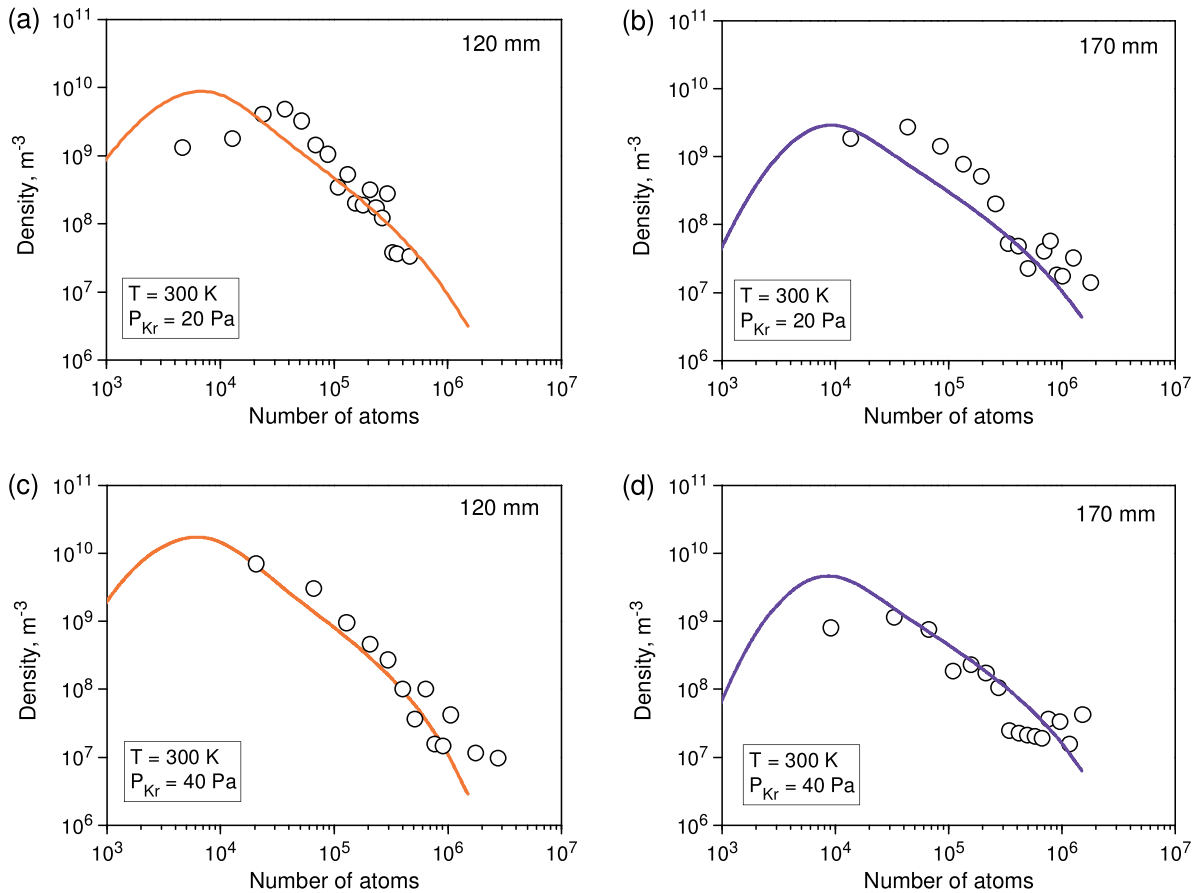 (a)
120 mm
10^11
10^10
10^9
10^8
10^7
10^6
Density, m^-3
T = 300 K
P_Kr = 20 Pa
10^3 10^4 10^5 10^6 10^7
Number of atoms
(b)
170 mm
10^11
10^10
10^9
10^8
10^7
10^6
Density, m^-3
T = 300 K
P_Kr = 20 Pa
10^3 10^4 10^5 10^6 10^7
Number of atoms
(c)
120 mm
10^11
10^10
10^9
10^8
10^7
10^6
Density, m^-3
T = 300 K
P_Kr = 40 Pa
10^3 10^4 10^5 10^6 10^7
Number of atoms
(d)
170 mm
10^11
10^10
10^9
10^8
10^7
10^6
Density, m^-3
T = 300 K
P_Kr = 40 Pa
10^3 10^4 10^5 10^6 10^7
Number of atoms